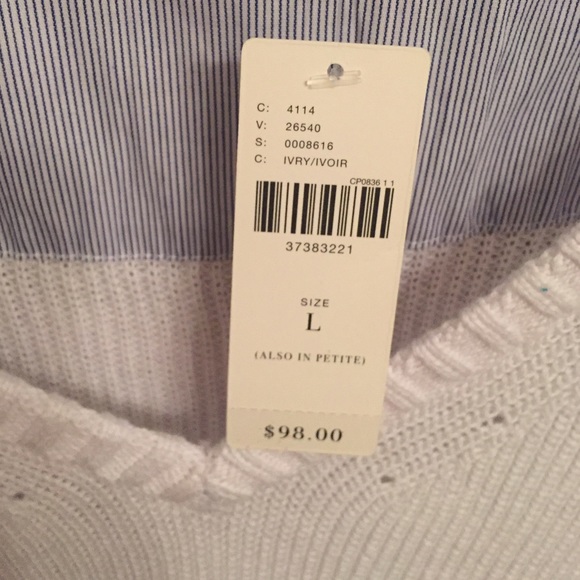 C: 4114
V: 26540
S: 0008616
C: IVRY/IVOIR
CP0836 1 1
37383221
SIZE
L
(ALSO IN PETITE)
$98.00